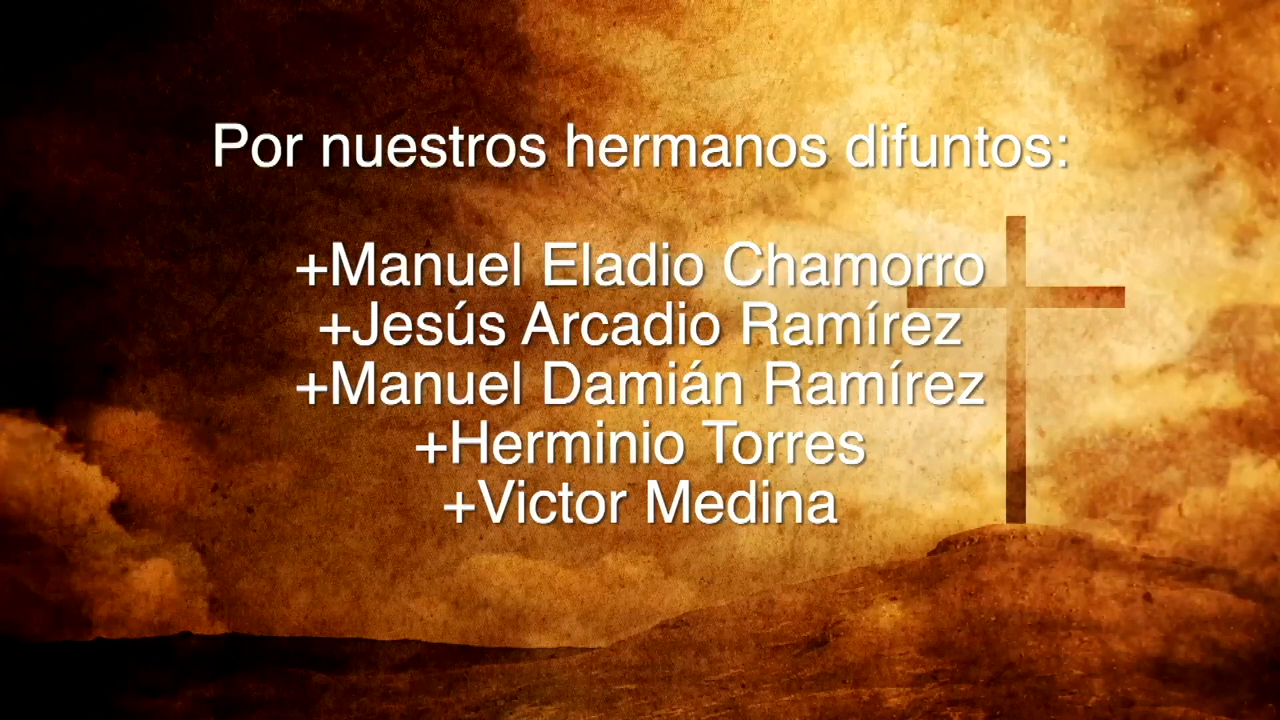 Por nuestros hermanos difuntos:
+Manuel Eladio Chamorro
+Jesús Arcadio Ramírez
+Manuel Damián Ramírez
+Herminio Torres
+Victor Medina